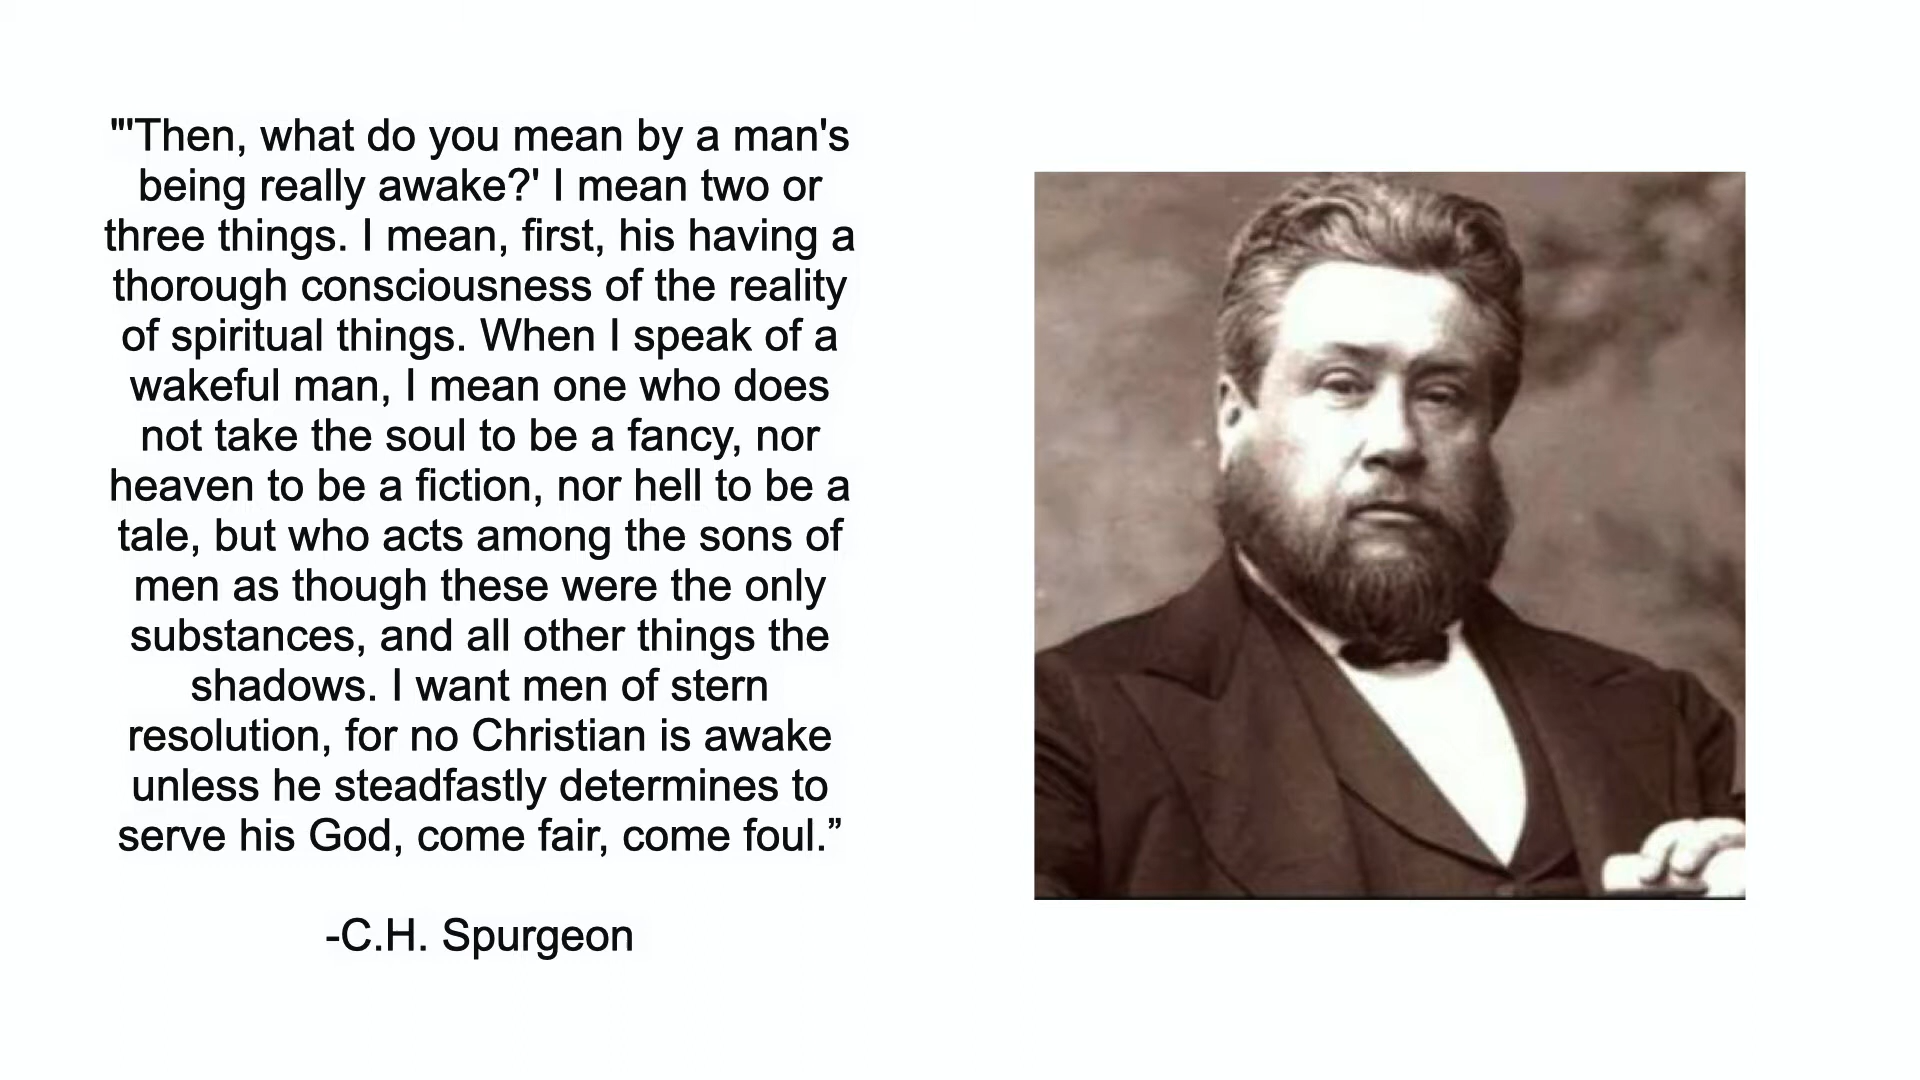 "'Then, what do you mean by a man's
being really awake?' I mean two or
three things. I mean, first, his having a
thorough consciousness of the reality
of spiritual things. When I speak of a
wakeful man, I mean one who does
not take the soul to be a fancy, nor
heaven to be a fiction, nor hell to be a
tale, but who acts among the sons of
men as though these were the only
substances, and all other things the
shadows. I want men of stern
resolution, for no Christian is awake
unless he steadfastly determines to
serve his God, come fair, come foul.”
-C.H. Spurgeon